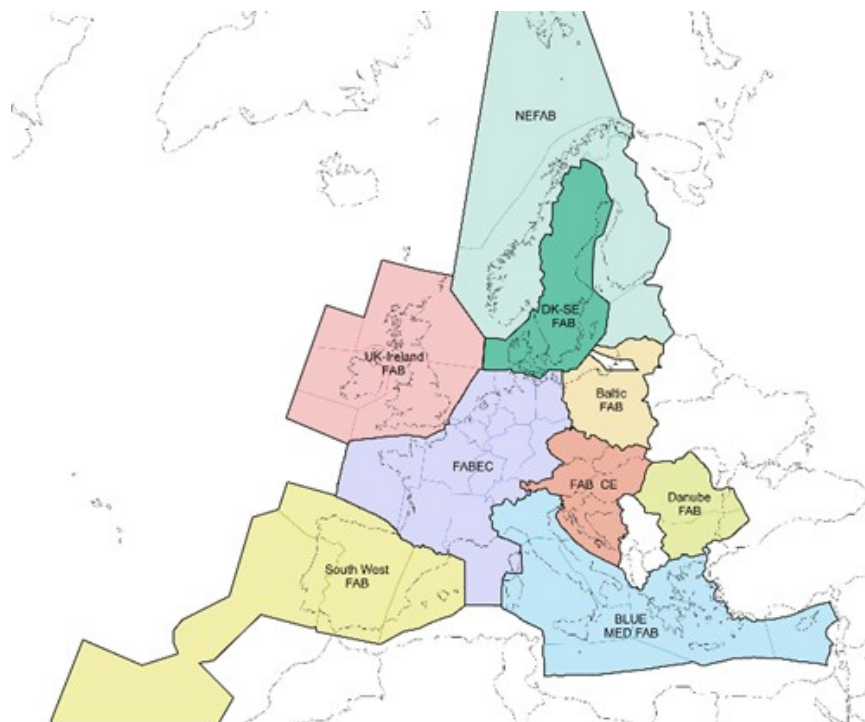 NEFAB
DK-SE
FAB
UK-Ireland
FAB
Baltic
FAB
FABEC
FAB CE
Danube
FAB
South West
FAB
BLUE
MED FAB